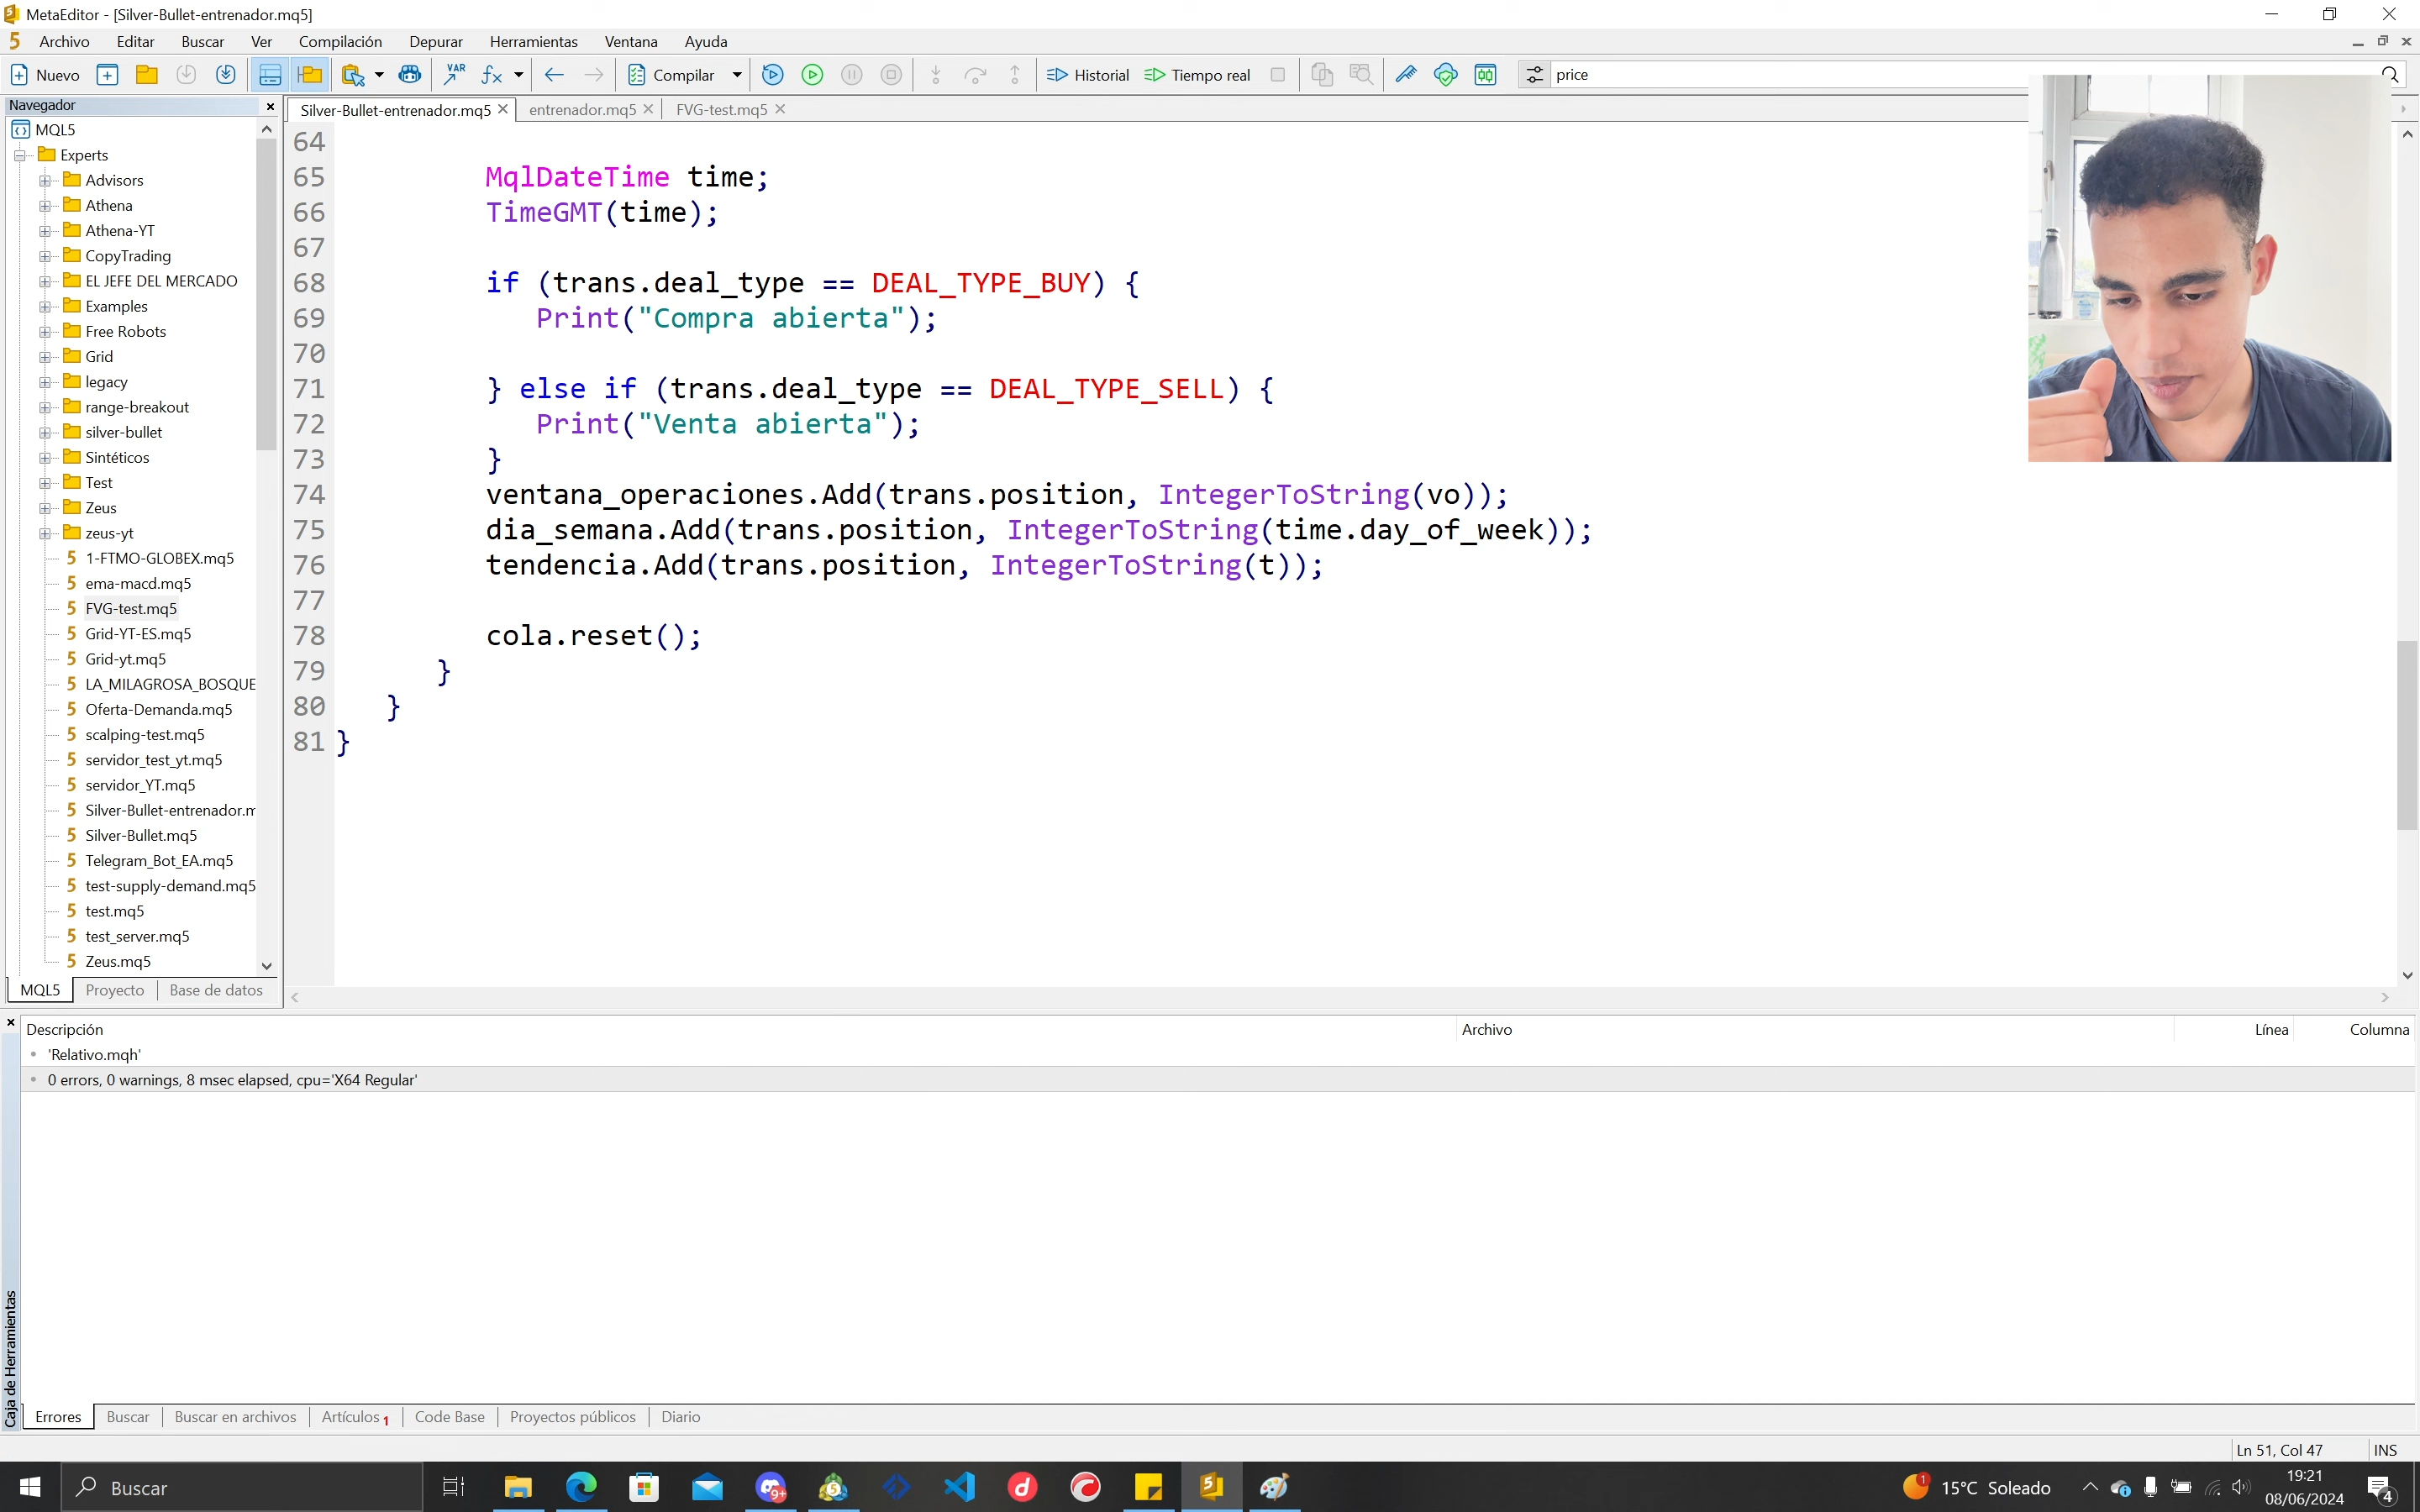 MetaEditor - [Silver-Bullet-entrenador.mq5]
Archivo Editar Buscar Ver Compilación Depurar Herramientas Ventana Ayuda
Nuevo VAR Compilar Historial Tiempo real price
Navegador
MQL5
Experts
Advisors
Athena
Athena-YT
CopyTrading
EL JEFE DEL MERCADO
Examples
Free Robots
Grid
legacy
range-breakout
silver-bullet
Sintéticos
Test
Zeus
zeus-yt
1-FTMO-GLOBEX.mq5
ema-macd.mq5
FVG-test.mq5
Grid-YT-ES.mq5
Grid-yt.mq5
LA_MILAGROSA_BOSQUE
Oferta-Demanda.mq5
scalping-test.mq5
servidor_test_yt.mq5
servidor_YT.mq5
Silver-Bullet-entrenador.m
Silver-Bullet.mq5
Telegram_Bot_EA.mq5
test-supply-demand.mq5
test.mq5
test_server.mq5
Zeus.mq5
MQL5 Proyecto Base de datos
Silver-Bullet-entrenador.mq5 entrenador.mq5 FVG-test.mq5
64
65 MqlDateTime time;
66 TimeGMT(time);
67
68 if (trans.deal_type == DEAL_TYPE_BUY) {
69 Print("Compra abierta");
70
71 } else if (trans.deal_type == DEAL_TYPE_SELL) {
72 Print("Venta abierta");
73 }
74 ventana_operaciones.Add(trans.position, IntegerToString(vo));
75 dia_semana.Add(trans.position, IntegerToString(time.day_of_week));
76 tendencia.Add(trans.position, IntegerToString(t));
77
78 cola.reset();
79 }
80 }
81 }
Descripción Archivo Línea Columna
'Relativo.mqh'
0 errors, 0 warnings, 8 msec elapsed, cpu='X64 Regular'
Caja de Herramientas
Errores Buscar Buscar en archivos Artículos 1 Code Base Proyectos públicos Diario
Ln 51, Col 47 INS
Buscar 9+ 1 15°C Soleado 19:21
08/06/2024 4